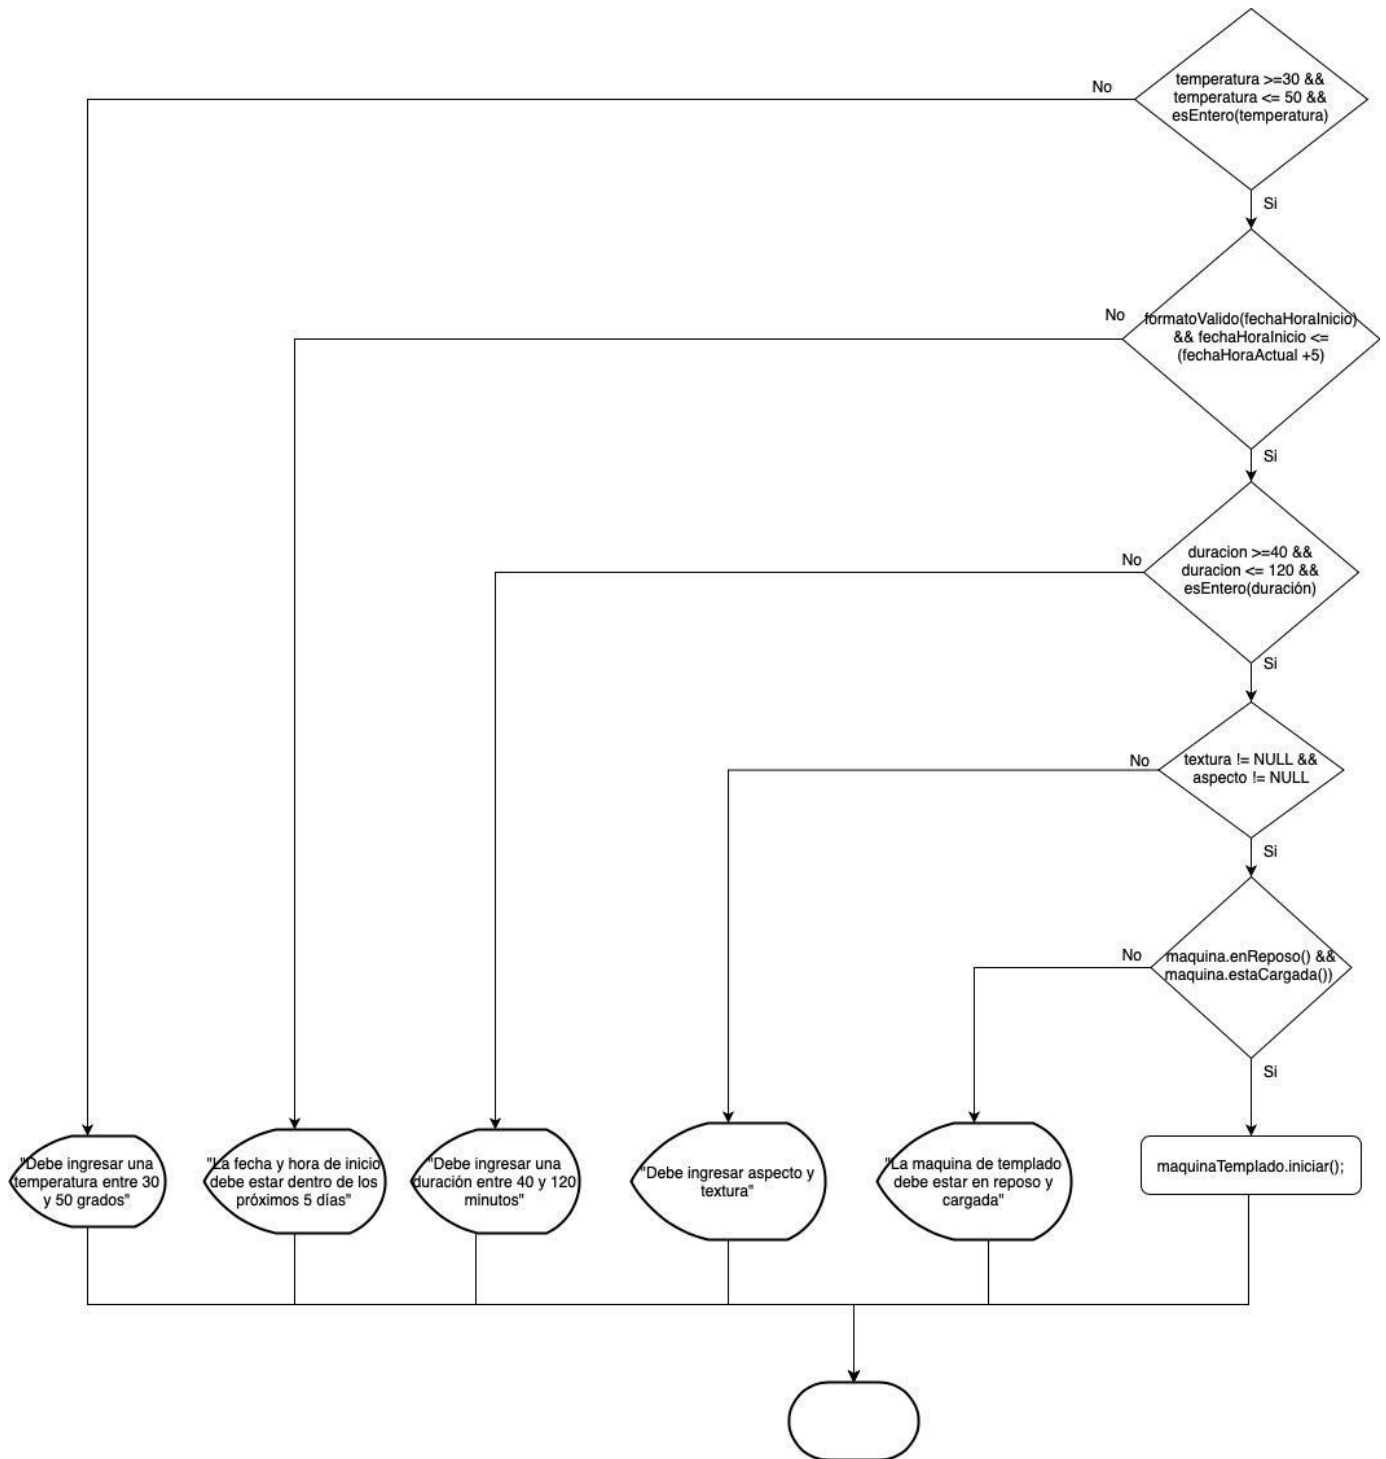 temperatura >=30 &&
temperatura <= 50 &&
esEntero(temperatura)
No
Si
formatoValido(fechaHoraInicio)
&& fechaHoraInicio <=
(fechaHoraActual +5)
No
Si
duracion >=40 &&
duracion <= 120 &&
esEntero(duración)
No
Si
textura != NULL &&
aspecto != NULL
No
Si
maquina.enReposo() &&
maquina.estaCargada())
No
Si
"Debe ingresar una
temperatura entre 30
y 50 grados"
"La fecha y hora de inicio
debe estar dentro de los
próximos 5 días"
"Debe ingresar una
duración entre 40 y 120
minutos"
"Debe ingresar aspecto y
textura"
"La maquina de templado
debe estar en reposo y
cargada"
maquinaTemplado.iniciar();